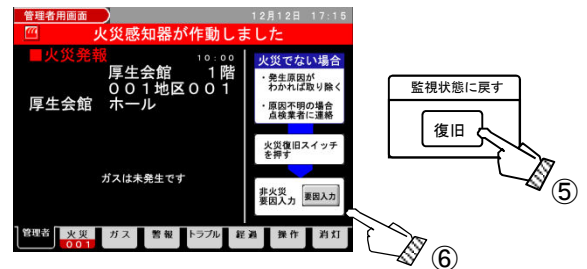 管理者用画面
12月12日 17:15
火災感知器が作動しました
■火災発報
10:00
厚生会館 1階
001地区001
厚生会館 ホール
ガスは未発生です
火災でない場合
・発生原因が
わかれば取り除く
・原因不明の場合
点検業者に連絡
火災復旧スイッチ
を押す
非火災
要因入力
要因入力
管理者
火災
001
ガス
警報
トラブル
経過
操作
消灯
監視状態に戻す
復旧
⑤
⑥